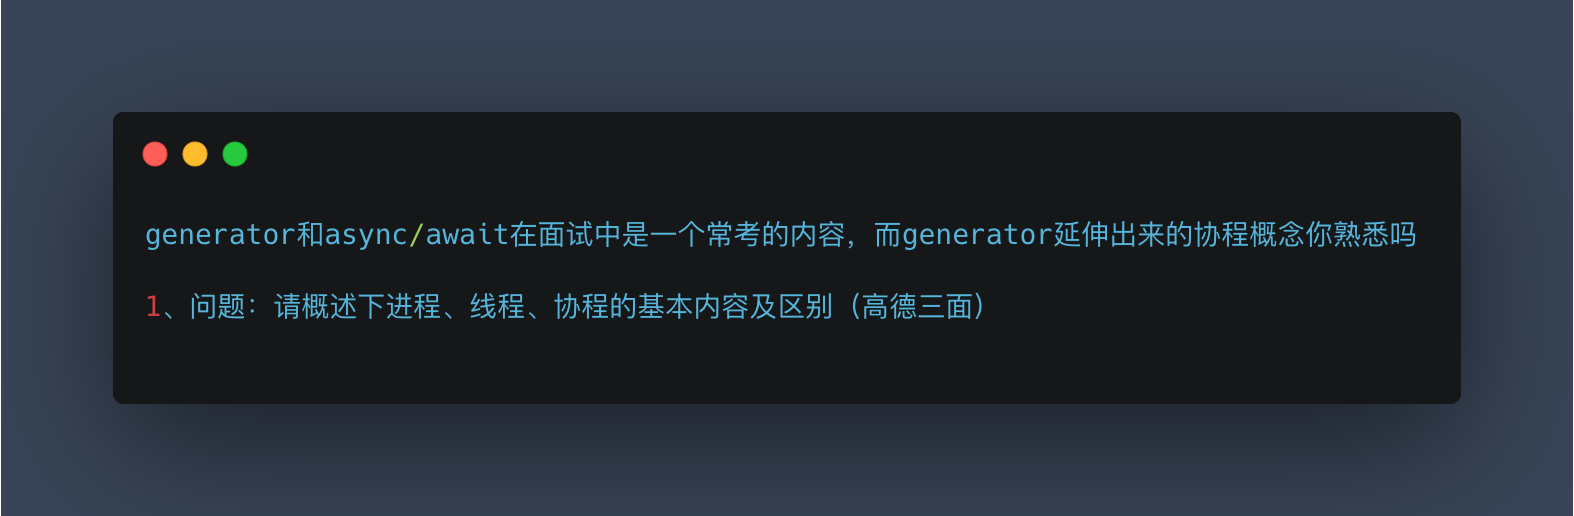 generator和async/await在面试中是一个常考的内容，而generator延伸出来的协程概念你熟悉吗
1、问题：请概述下进程、线程、协程的基本内容及区别（高德三面）